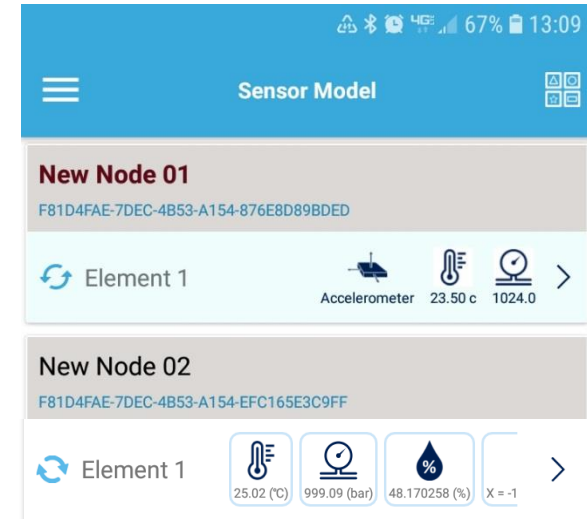 4GE 67% 13:09
Sensor Model
New Node 01
F81D4FAE-7DEC-4B53-A154-876E8D89BDED
Element 1
Accelerometer 23.50 c 1024.0
New Node 02
F81D4FAE-7DEC-4B53-A154-EFC165E3C9FF
Element 1
%
25.02 (°C) 999.09 (bar) 48.170258 (%) X = -1